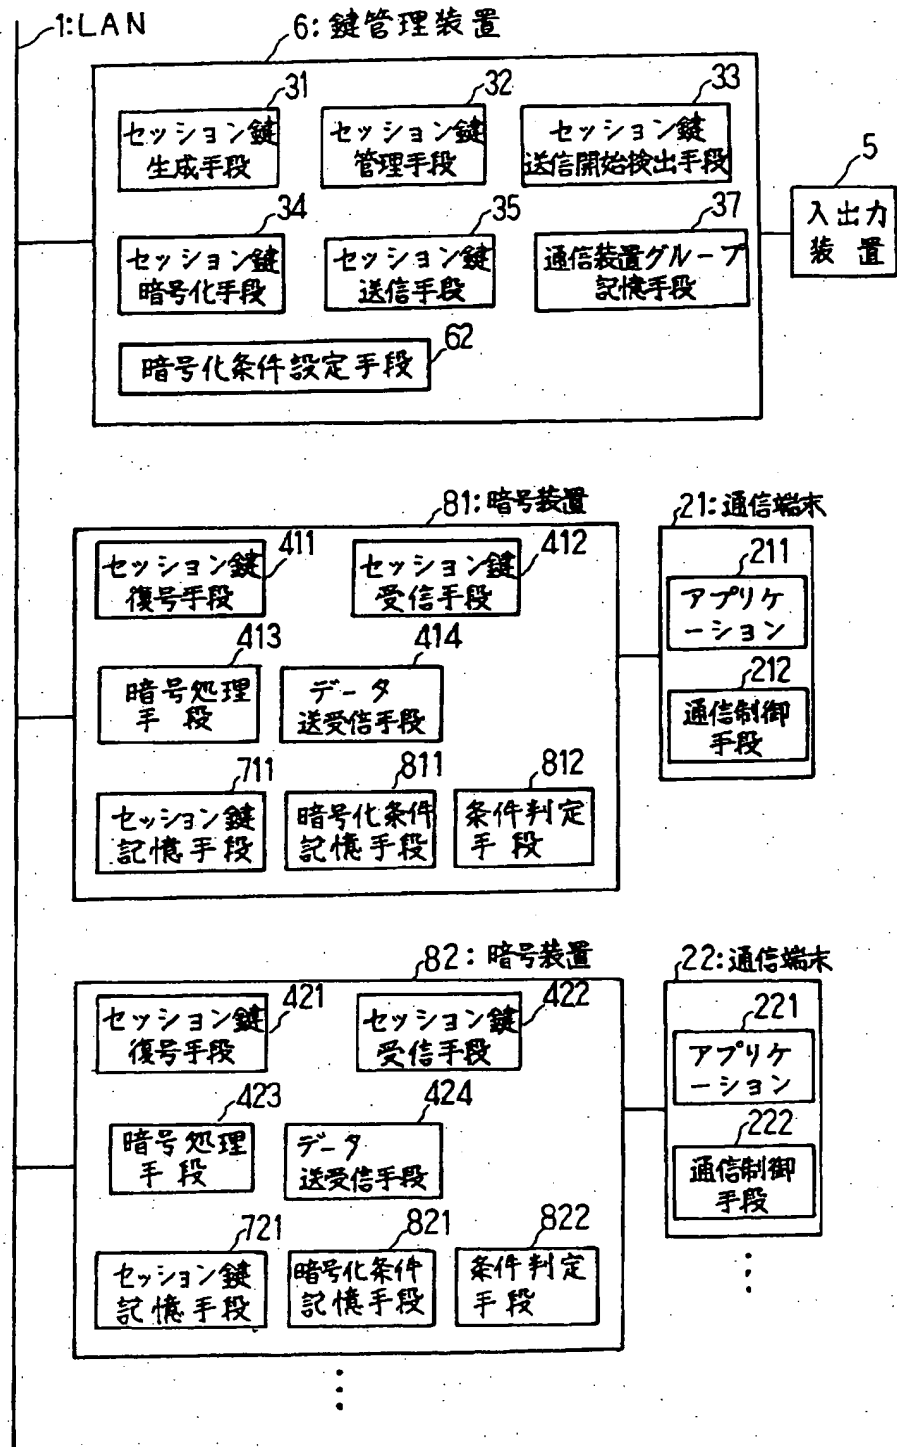 1:LAN
6:鍵管理装置
31
セッション鍵
生成手段
32
セッション鍵
管理手段
33
セッション鍵
送信開始検出手段
5
入出力
装置
34
セッション鍵
暗号化手段
35
セッション鍵
送信手段
37
通信装置グループ
記憶手段
62
暗号化条件設定手段
81:暗号装置
411
セッション鍵
復号手段
412
セッション鍵
受信手段
413
暗号処理
手段
414
データ
送受信手段
711
セッション鍵
記憶手段
811
暗号化条件
記憶手段
812
条件判定
手段
21:通信端末
211
アプリケ
ーション
212
通信制御
手段
82:暗号装置
421
セッション鍵
復号手段
422
セッション鍵
受信手段
423
暗号処理
手段
424
データ
送受信手段
721
セッション鍵
記憶手段
821
暗号化条件
記憶手段
822
条件判定
手段
22:通信端末
221
アプリケ
ーション
222
通信制御
手段